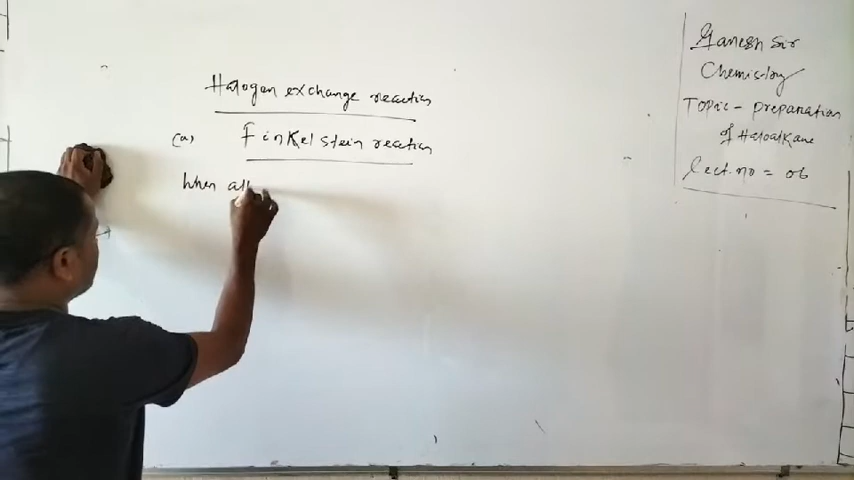 Halogen exchange reaction
(a) Finkelstein reaction
When al
Ganesh Sir
Chemistry
Topic - preparation
of Haloalkane
Lect. no = 06